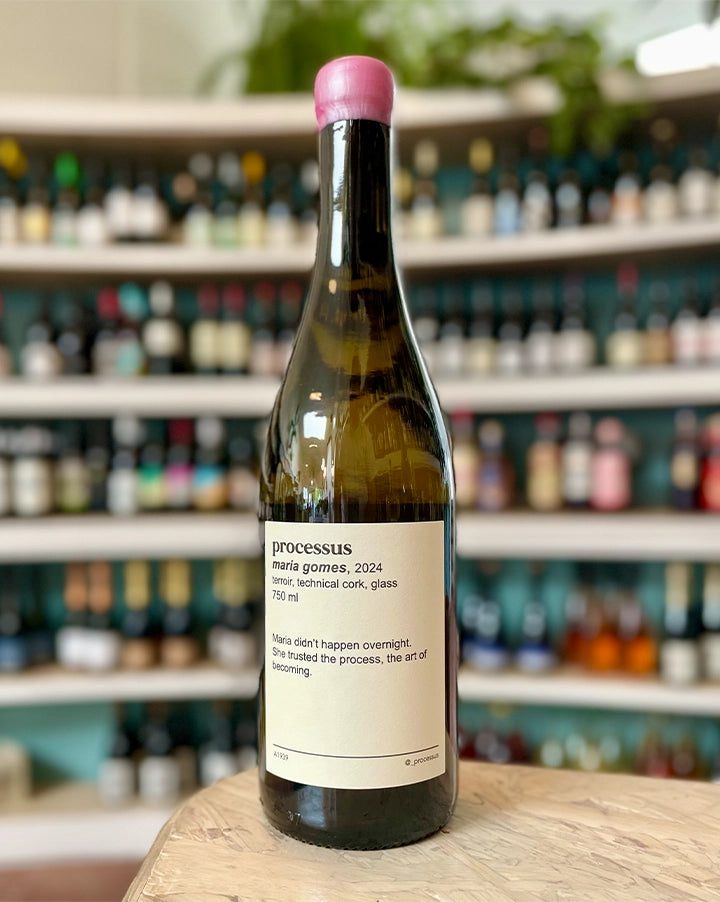 processus
maria gomes, 2024
terroir, technical cork, glass
750 ml
Maria didn't happen overnight.
She trusted the process, the art of
becoming.
A1939
@_processus
37